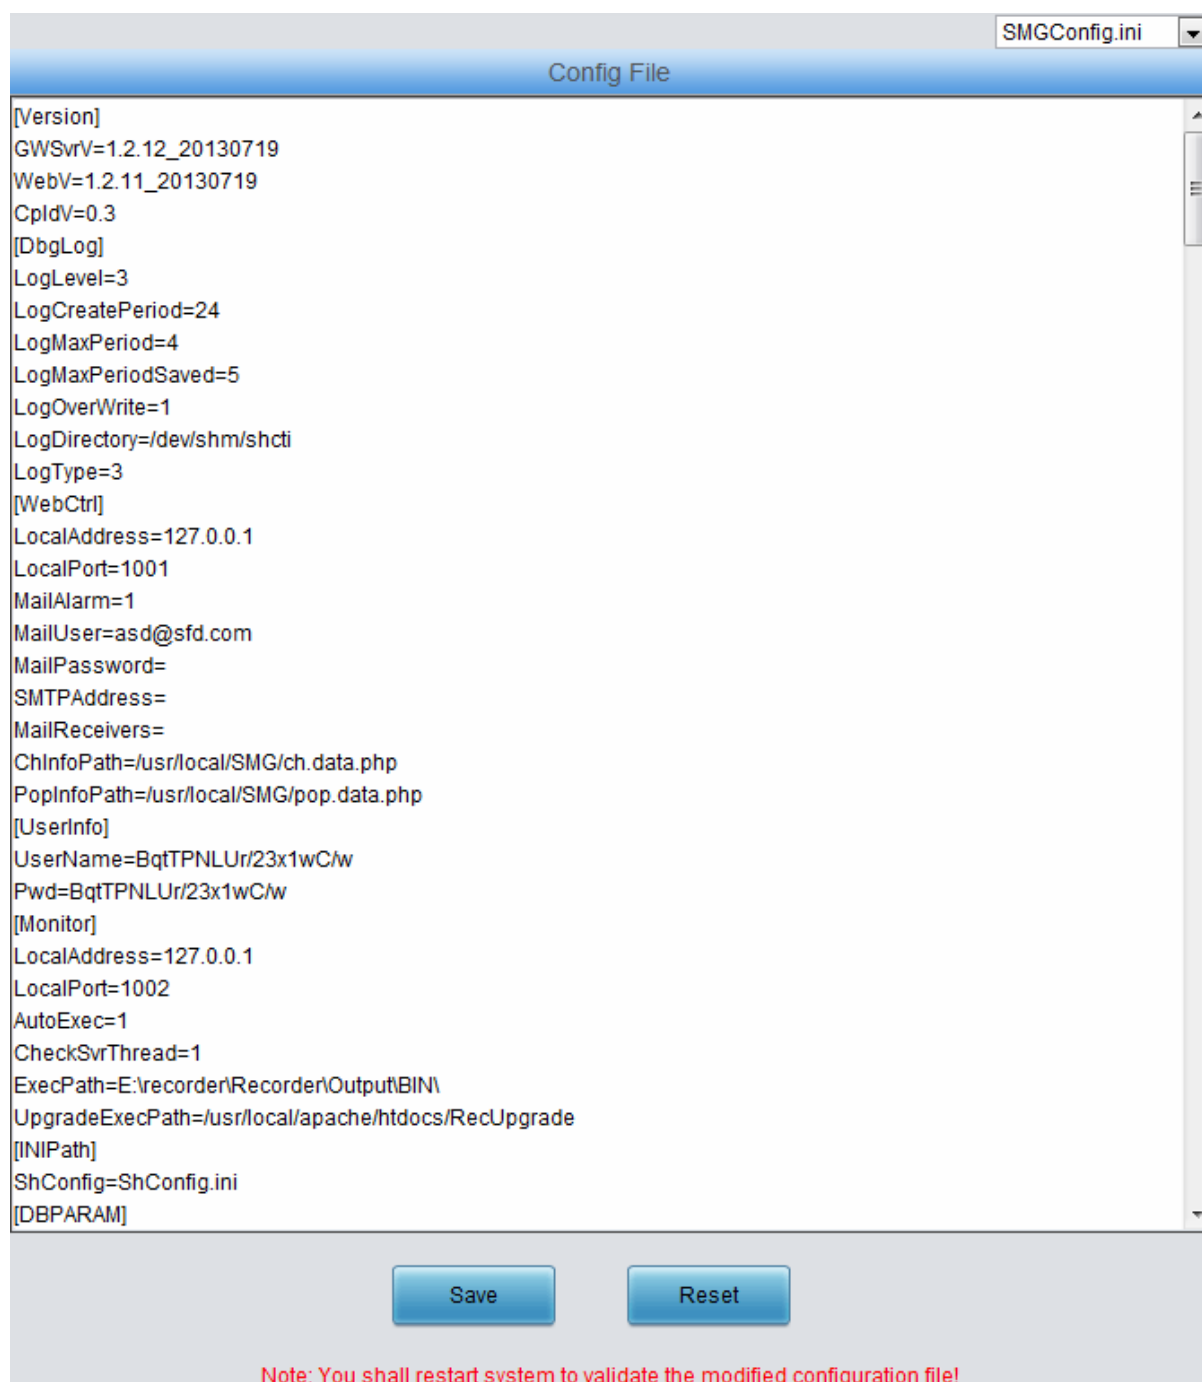 SMGConfig.ini
Config File
[Version]
GWSvrV=1.2.12_20130719
WebV=1.2.11_20130719
CpldV=0.3
[DbgLog]
LogLevel=3
LogCreatePeriod=24
LogMaxPeriod=4
LogMaxPeriodSaved=5
LogOverWrite=1
LogDirectory=/dev/shm/shcti
LogType=3
[WebCtrl]
LocalAddress=127.0.0.1
LocalPort=1001
MailAlarm=1
MailUser=asd@sfd.com
MailPassword=
SMTPAddress=
MailReceivers=
ChInfoPath=/usr/local/SMG/ch.data.php
PopInfoPath=/usr/local/SMG/pop.data.php
[UserInfo]
UserName=BqtTPNLUr/23x1wC/w
Pwd=BqtTPNLUr/23x1wC/w
[Monitor]
LocalAddress=127.0.0.1
LocalPort=1002
AutoExec=1
CheckSvrThread=1
ExecPath=E:\recorder\Recorder\Output\BIN\
UpgradeExecPath=/usr/local/apache/htdocs/RecUpgrade
[INIPath]
ShConfig=ShConfig.ini
[DBPARAM]
Save
Reset
Note: You shall restart system to validate the modified configuration file!